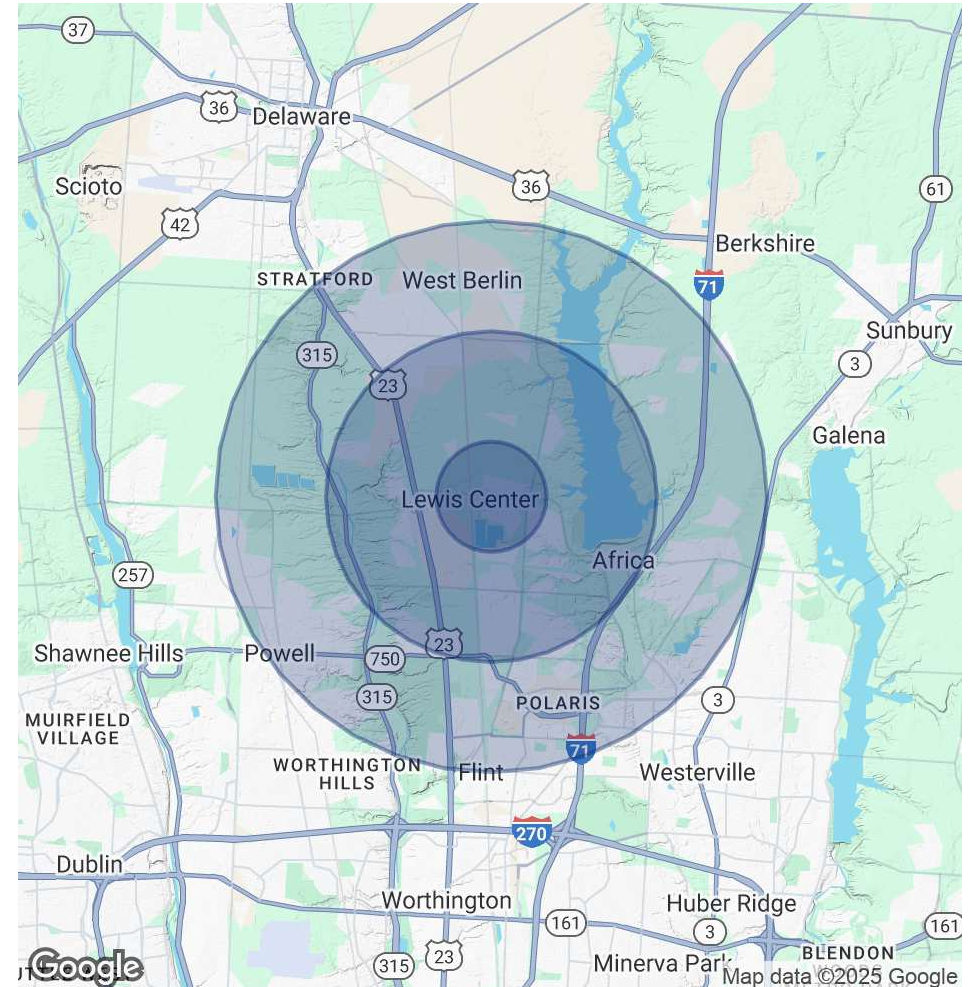 37
36
Delaware
Scioto
36
42
61
Berkshire
STRATFORD
West Berlin
71
Sunbury
315
3
23
Galena
Lewis Center
Africa
257
Shawnee Hills
Powell
750
23
315
POLARIS
3
MUIRFIELD
VILLAGE
71
WORTHINGTON
HILLS
Flint
Westerville
270
Dublin
Worthington
Huber Ridge
161
3
161
BLENDON
315
23
Minerva Park
Google
Map data ©2025 Google